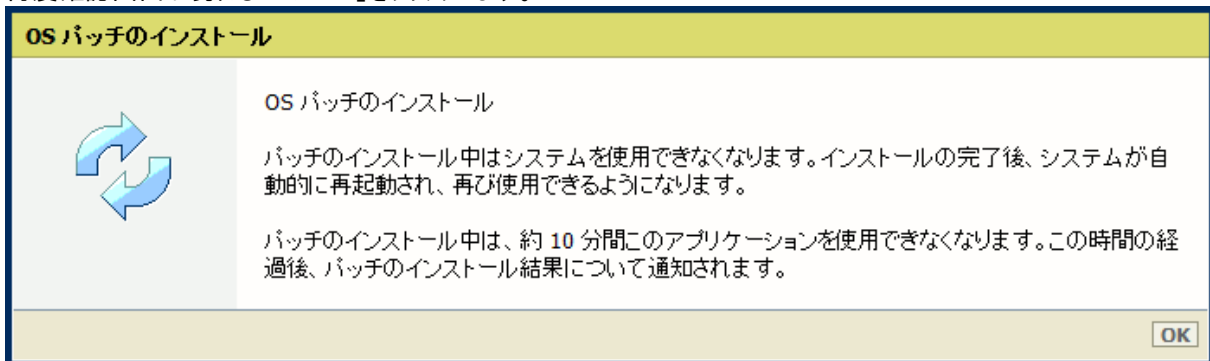 OS パッチのインストール
OS パッチのインストール
パッチのインストール中はシステムを使用できなくなります。インストールの完了後、システムが自
動的に再起動され、再び使用できるようになります。
パッチのインストール中は、約 10 分間このアプリケーションを使用できなくなります。この時間の経
過後、パッチのインストール結果について通知されます。
OK